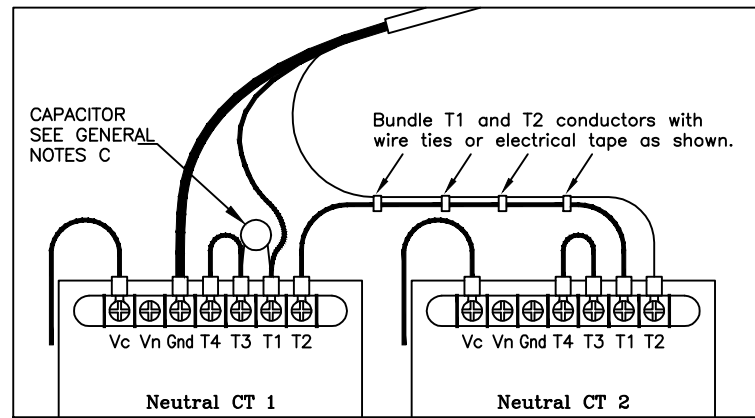 CAPACITOR
SEE GENERAL
NOTES C
Bundle T1 and T2 conductors with
wire ties or electrical tape as shown.
Vc Vn Gnd T4 T3 T1 T2
Vc Vn Gnd T4 T3 T1 T2
Neutral CT 1
Neutral CT 2